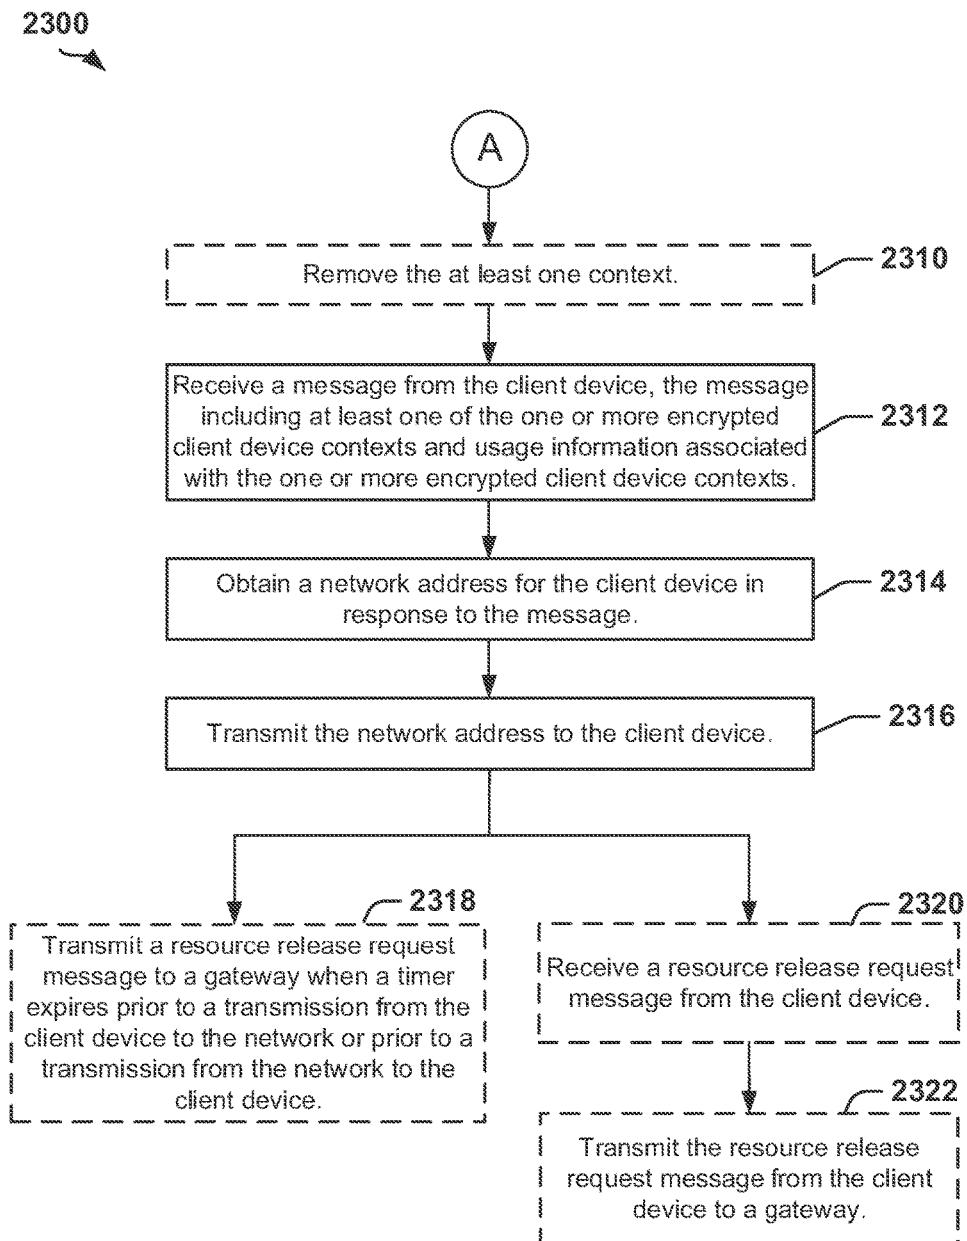 2300
A
Remove the at least one context.
2310
Receive a message from the client device, the message
including at least one of the one or more encrypted
client device contexts and usage information associated
with the one or more encrypted client device contexts.
2312
Obtain a network address for the client device in
response to the message.
2314
Transmit the network address to the client device.
2316
2318
Transmit a resource release request
message to a gateway when a timer
expires prior to a transmission from the
client device to the network or prior to a
transmission from the network to the
client device.
2320
Receive a resource release request
message from the client device.
2322
Transmit the resource release
request message from the client
device to a gateway.